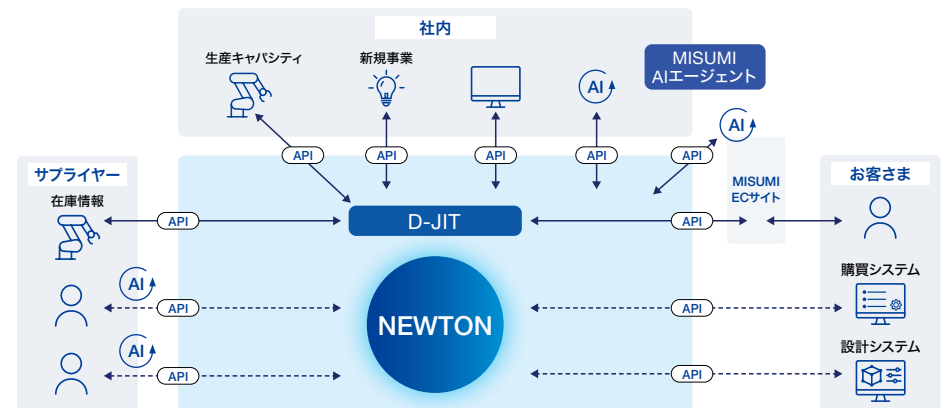 社内
生産キャパシティ
新規事業
AI
MISUMI
AIエージェント
AI
API
API
API
API
API
サプライヤー
在庫情報
MISUMI
ECサイト
お客さま
API
D-JIT
API
購買システム
AI
API
NEWTON
API
設計システム
AI
API
API